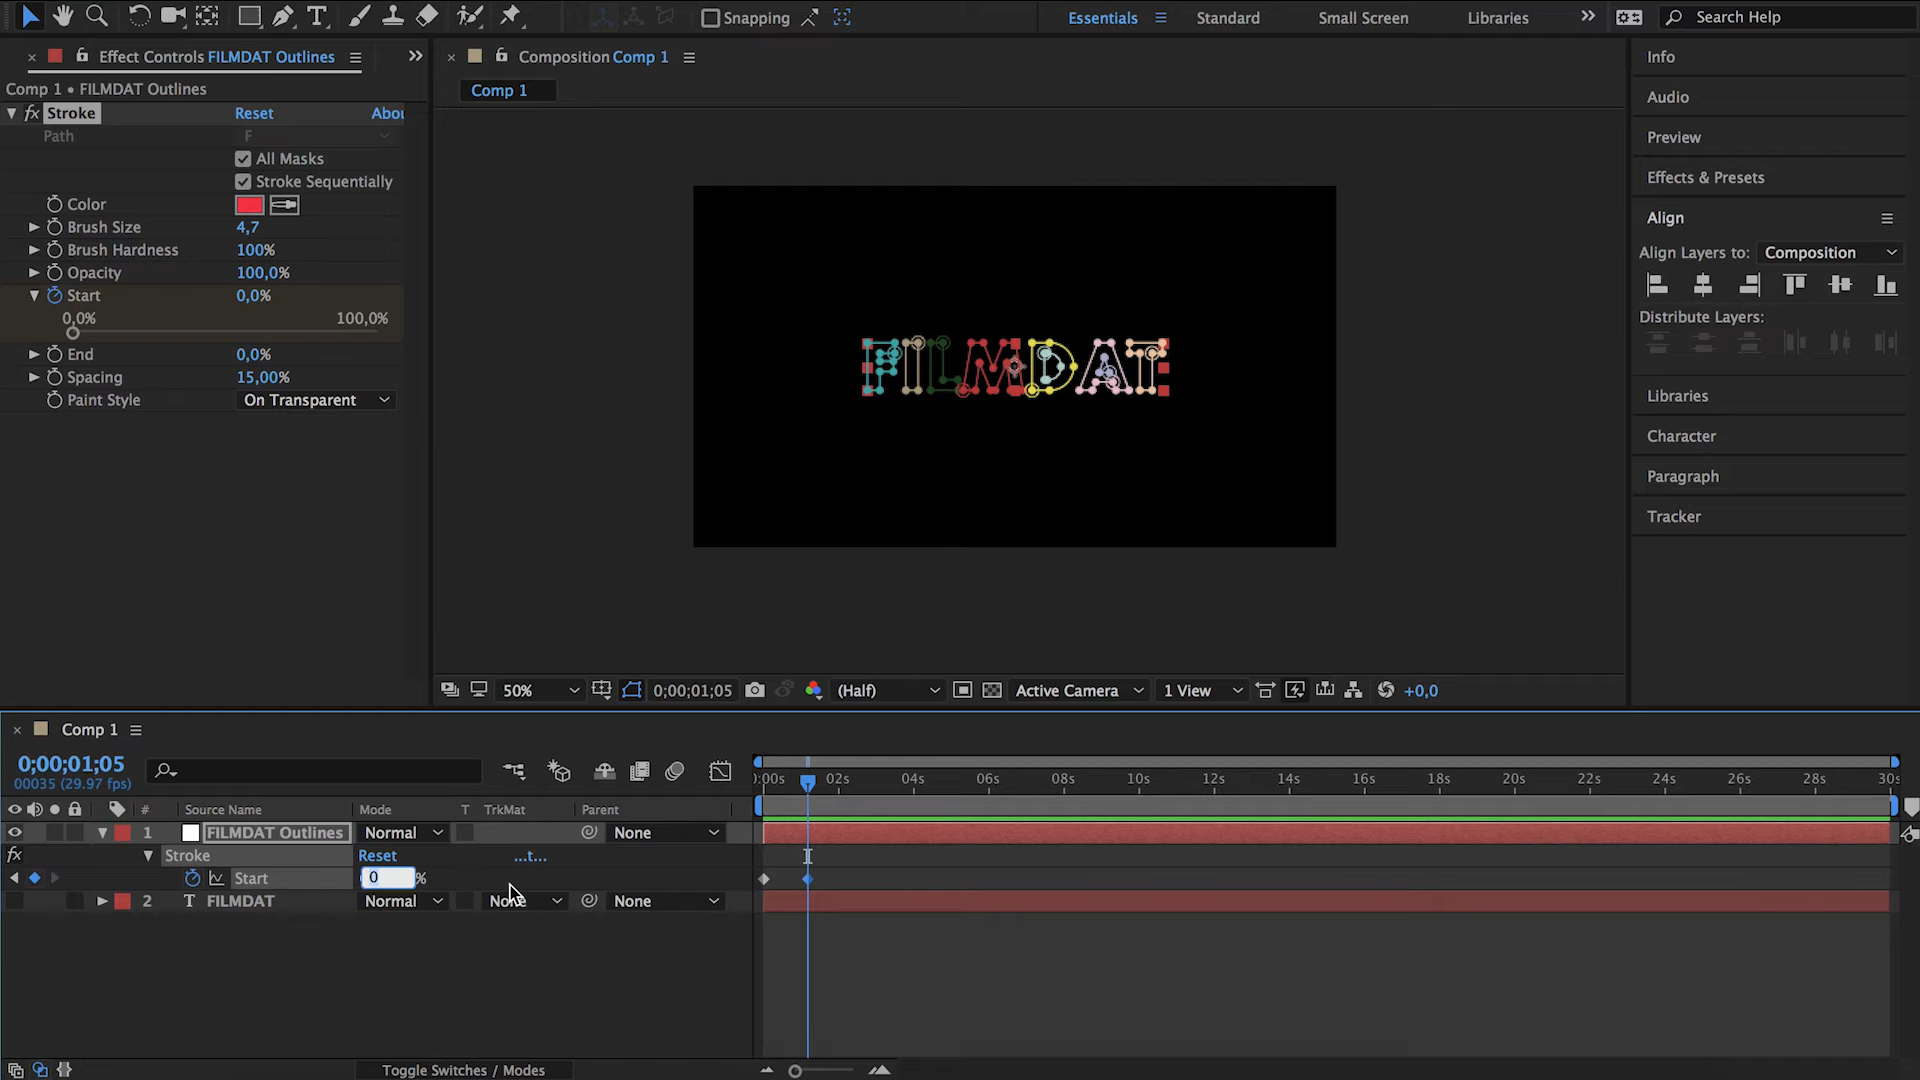 Snapping
Essentials
Standard
Small Screen
Libraries
Search Help
Effect Controls FILMDAT Outlines
Comp 1 • FILMDAT Outlines
fx Stroke
Reset
Abou
Path
F
All Masks
Stroke Sequentially
Color
Brush Size
4,7
Brush Hardness
100%
Opacity
100,0%
Start
0,0%
0,0%
100,0%
End
0,0%
Spacing
15,00%
Paint Style
On Transparent
Composition Comp 1
Comp 1
FILMDAT
50%
0;00;01;05
(Half)
Active Camera
1 View
+0,0
Info
Audio
Preview
Effects & Presets
Align
Align Layers to:
Composition
Distribute Layers:
Libraries
Character
Paragraph
Tracker
Comp 1
0;00;01;05
00035 (29.97 fps)
:00s
02s
04s
06s
08s
10s
12s
14s
16s
18s
20s
22s
24s
26s
28s
30s
#
Source Name
Mode
T
TrkMat
Parent
1
FILMDAT Outlines
Normal
None
fx
Stroke
Reset
...t...
Start
0
%
2
T
FILMDAT
Normal
None
None
Toggle Switches / Modes